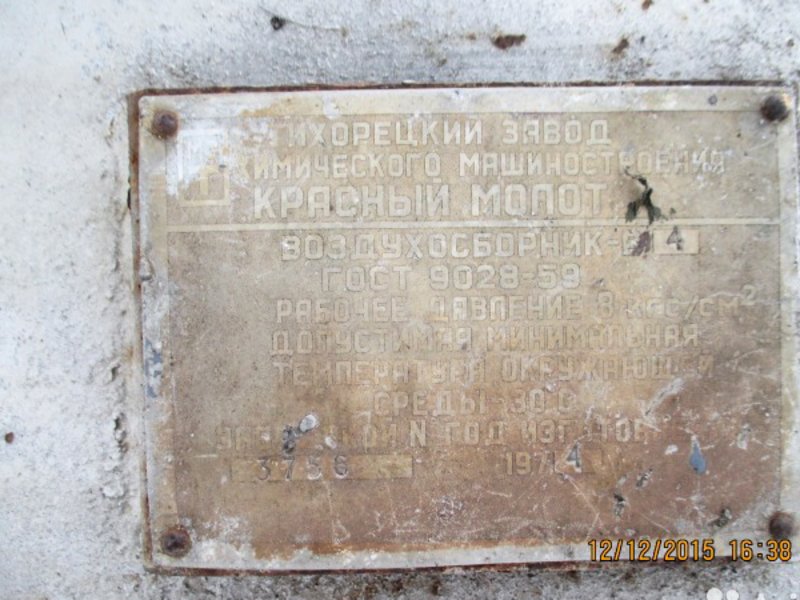 ТИХОРЕЦКИЙ ЗАВОД
ХИМИЧЕСКОГО МАШИНОСТРОЕНИЯ
КРАСНЫЙ МОЛОТ
ВОЗДУХОСБОРНИК-В 4
ГОСТ 9028-59
РАБОЧЕЕ ДАВЛЕНИЕ 8 кгс/см²
ДОПУСТИМАЯ МИНИМАЛЬНАЯ
ТЕМПЕРАТУРА ОКРУЖАЮЩЕЙ
СРЕДЫ-30 С
N ГОД
3756 1974
12/12/2015 16:38